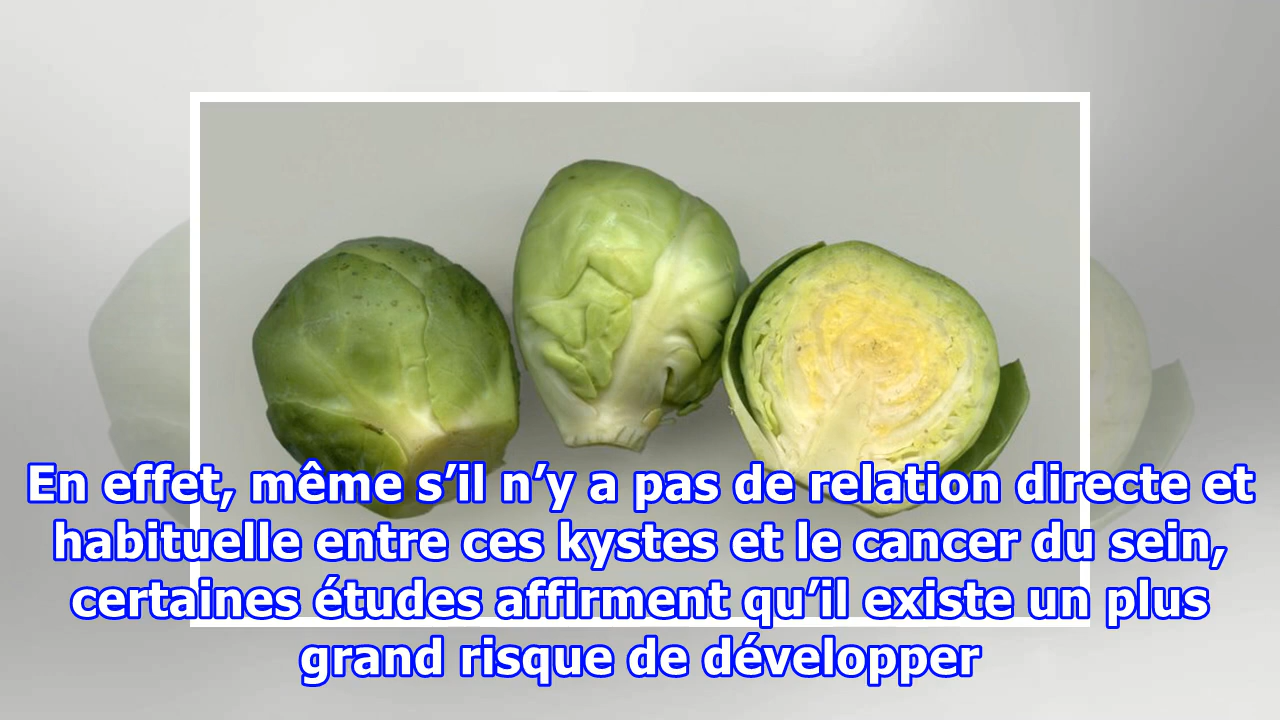 En effet, même s’il n’y a pas de relation directe et
habituelle entre ces kystes et le cancer du sein,
certaines études affirment qu’il existe un plus
grand risque de développer